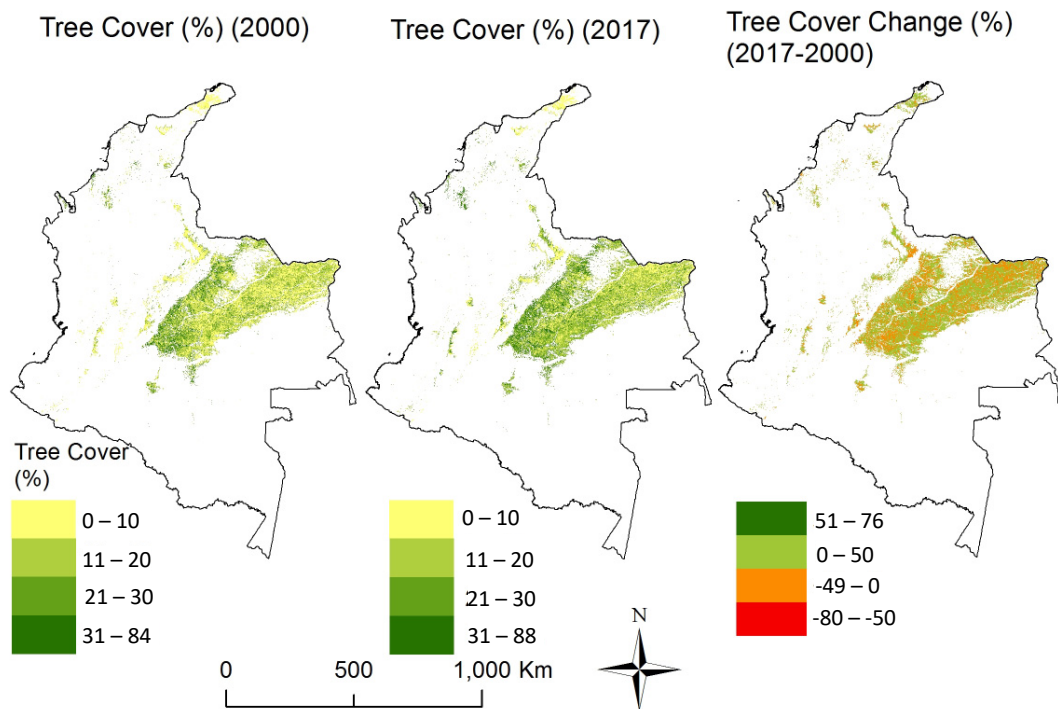 Tree Cover (%) (2000)
Tree Cover (%) (2017)
Tree Cover Change (%)
(2017-2000)
Tree Cover
(%)
0 – 10
11 – 20
21 – 30
31 – 84
0 – 10
11 – 20
21 – 30
31 – 88
51 – 76
0 – 50
-49 – 0
-80 – -50
N
0 500 1,000 Km